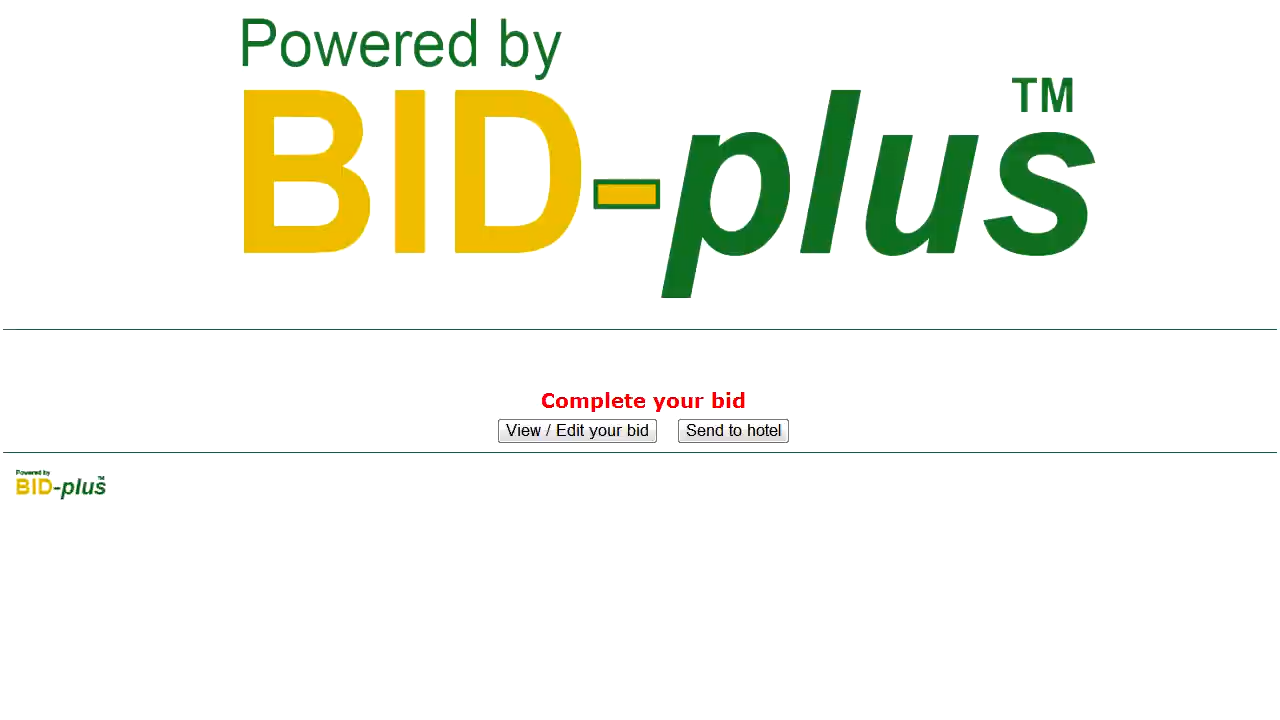 Powered by
BID-plus™
Complete your bid
View / Edit your bid
Send to hotel
Powered by
BID-plus™